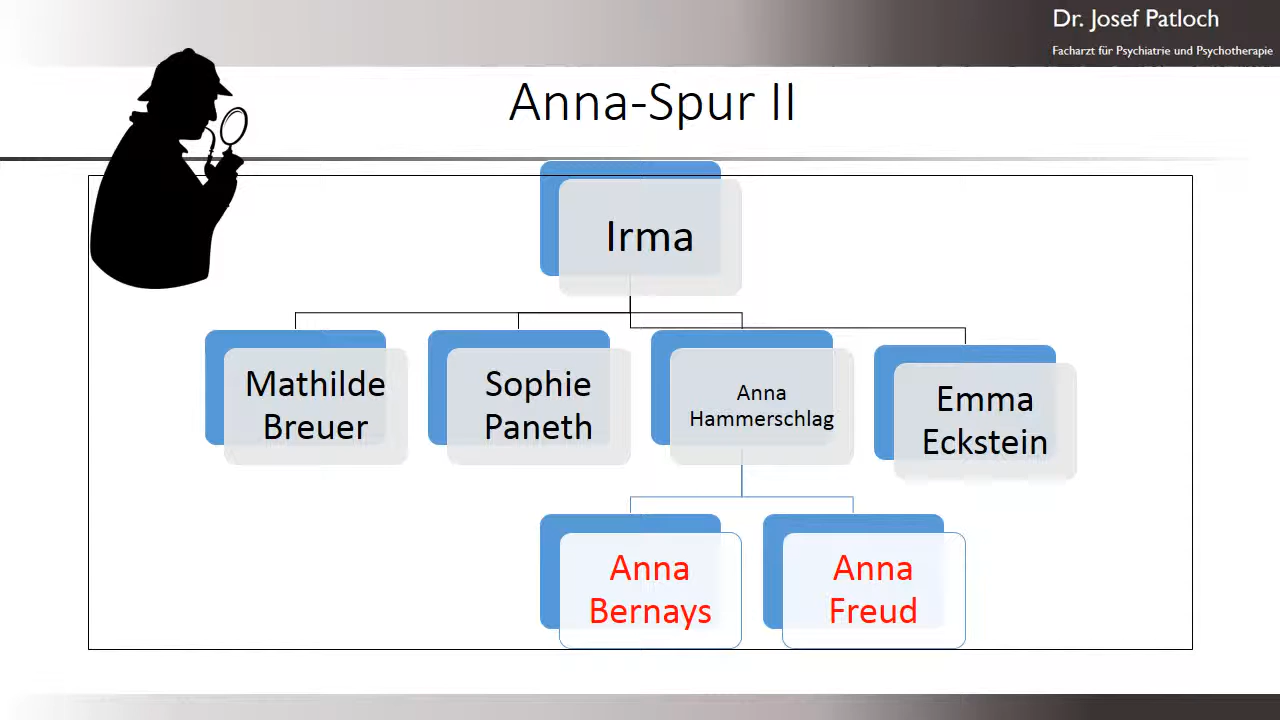 Dr. Josef Patloch
Facharzt für Psychiatrie und Psychotherapie
Anna-Spur II
Irma
Mathilde
Breuer
Sophie
Paneth
Anna
Hammerschlag
Emma
Eckstein
Anna
Bernays
Anna
Freud